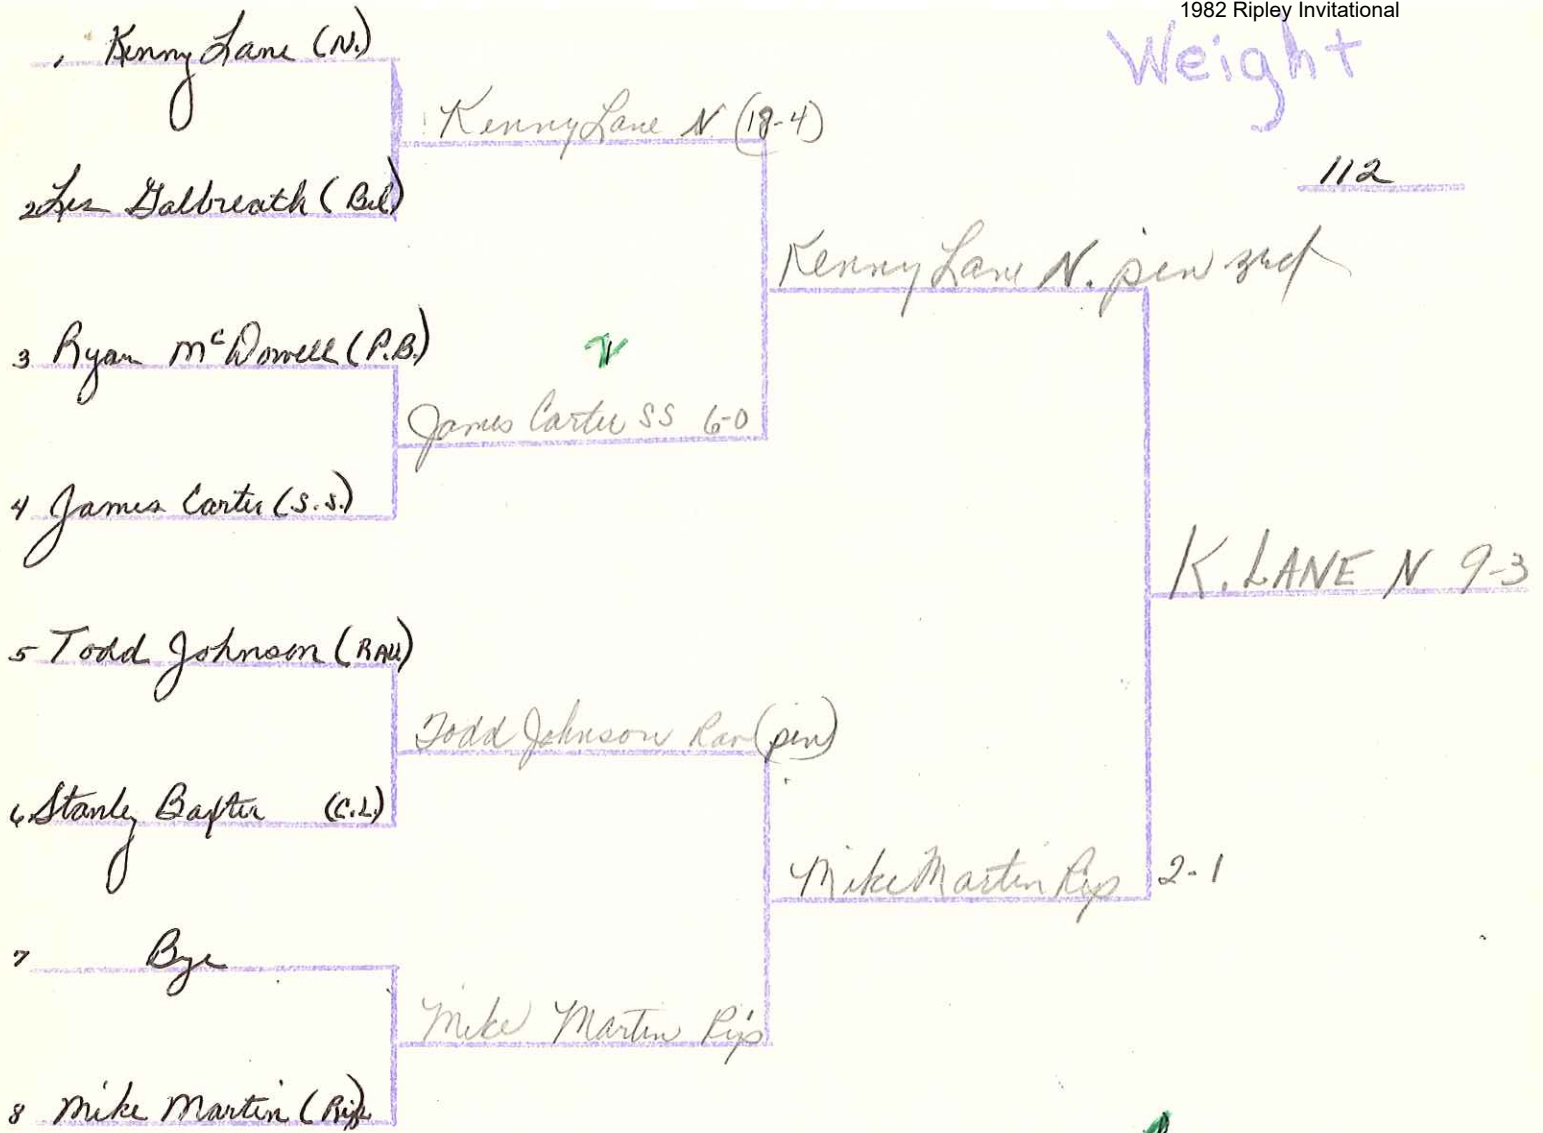 1982 Ripley Invitational
Weight
112
1 Kenny Lane (N.)
Kenny Lane N (18-4)
2 Les Galbreath (Bel)
Kenny Lane N. pin 3rd
3 Ryan McDowell (P.B.)
N
James Carter SS 6-0
4 James Carter (S.S.)
K. LANE N 9-3
5 Todd Johnson (RAV)
Todd Johnson Rav (pin)
6 Stanley Baxter (C.L.)
Mike Martin Rip 2-1
7 Bye
Mike Martin Rip
8 Mike Martin (Rip)